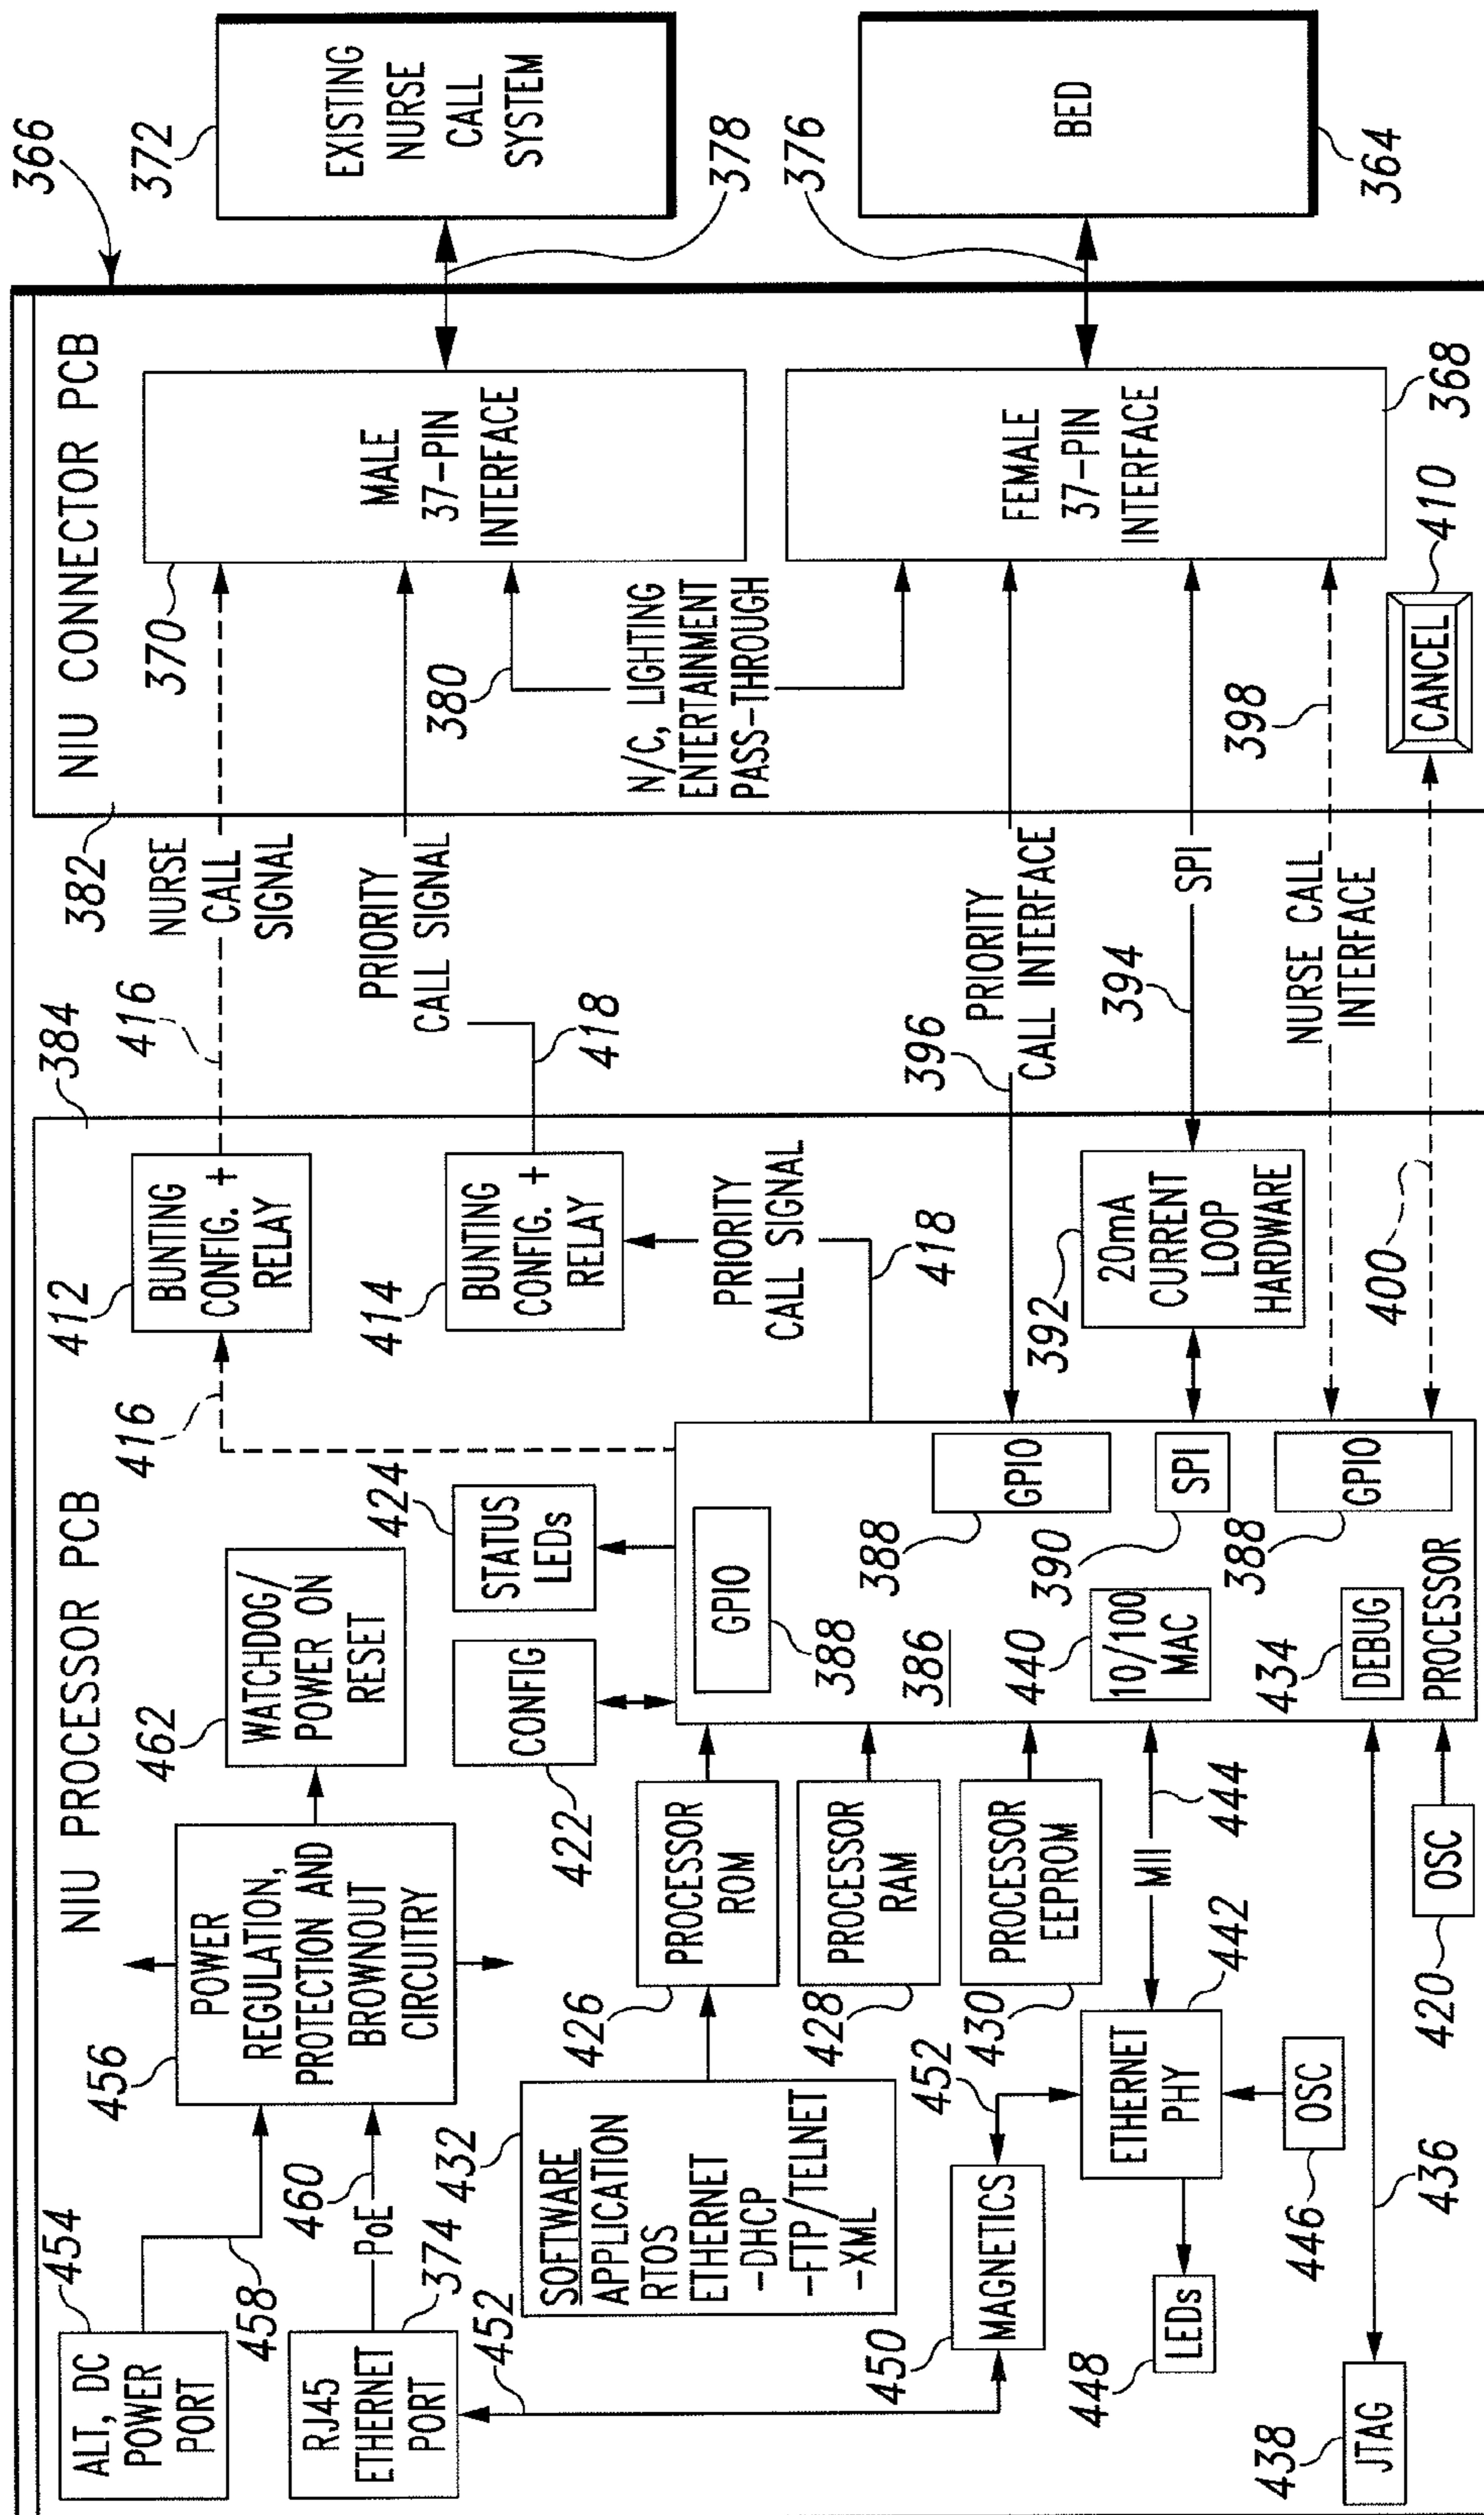 NIU PROCESSOR PCB
NIU CONNECTOR PCB
366
384
382
ALT, DC
POWER
PORT
454
458
RJ45
ETHERNET
PORT
374
PoE
460
452
456
POWER
REGULATION,
PROTECTION AND
BROWNOUT
CIRCUITRY
462
WATCHDOG/
POWER ON
RESET
412
BUNTING
CONFIG. +
RELAY
416
416
NURSE
CALL
SIGNAL
414
BUNTING
CONFIG. +
RELAY
418
PRIORITY
CALL SIGNAL
PRIORITY
CALL SIGNAL
418
370
MALE
37-PIN
INTERFACE
372
EXISTING
NURSE
CALL
SYSTEM
378
380
N/C, LIGHTING
ENTERTAINMENT
PASS-THROUGH
432
SOFTWARE
APPLICATION
RTOS
ETHERNET
-DHCP
-FTP/TELNET
-XML
426
PROCESSOR
ROM
428
PROCESSOR
RAM
430
PROCESSOR
EEPROM
CONFIG
422
424
STATUS
LEDs
GPIO
388
386
388
GPIO
390
SPI
388
GPIO
440
10/100
MAC
434
DEBUG
PROCESSOR
396
PRIORITY
CALL INTERFACE
392
20mA
CURRENT
LOOP
HARDWARE
394
SPI
NURSE CALL
INTERFACE
398
400
FEMALE
37-PIN
INTERFACE
368
376
BED
364
CANCEL
410
450
MAGNETICS
452
ETHERNET
PHY
442
MII
444
448
LEDs
446
OSC
438
JTAG
436
420
OSC